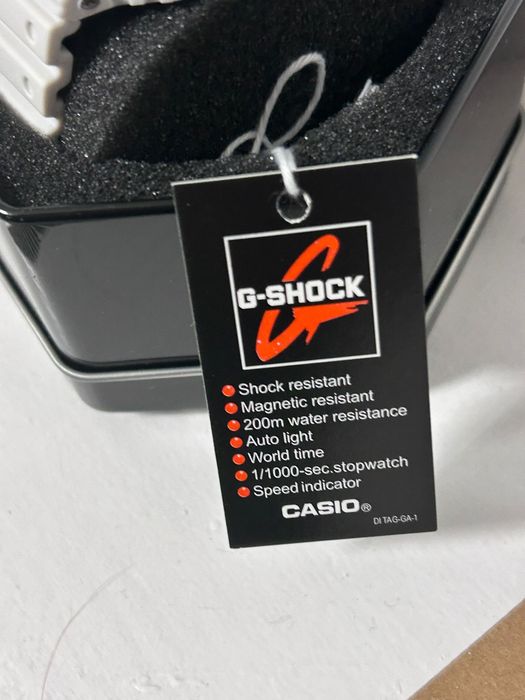 G-SHOCK
Shock resistant
Magnetic resistant
200m water resistance
Auto light
World time
1/1000-sec.stopwatch
Speed indicator
CASIO®
DI TAG-GA-1